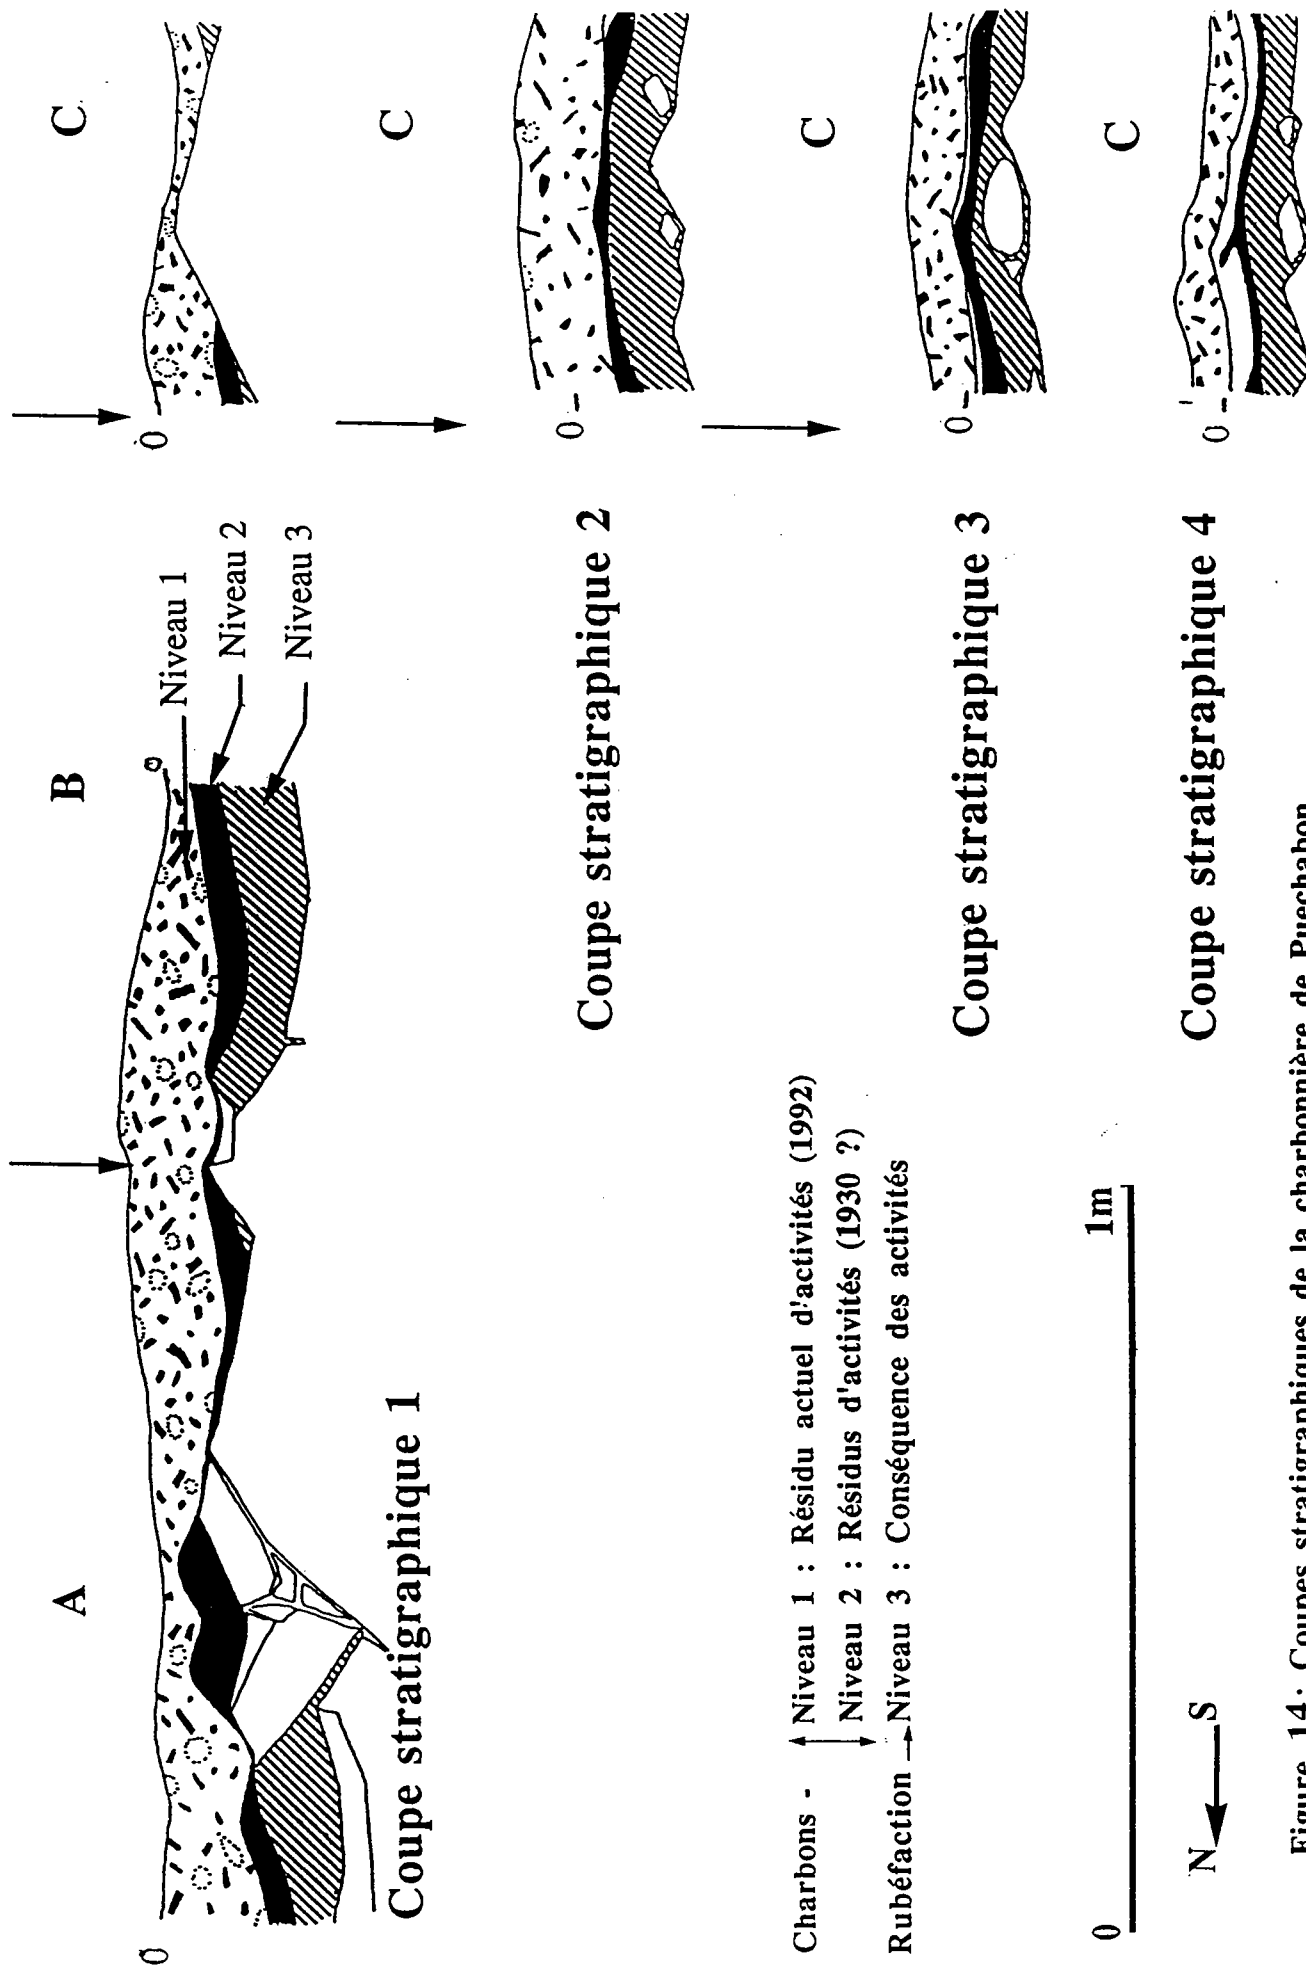 A
B
C
0
0
Niveau 1
Niveau 2
Niveau 3
Coupe stratigraphique 1
C
0
Coupe stratigraphique 2
C
0
Coupe stratigraphique 3
C
0
Coupe stratigraphique 4
Charbons - Niveau 1 : Résidu actuel d'activités (1992)
Niveau 2 : Résidus d'activités (1930 ?)
Rubéfaction Niveau 3 : Conséquence des activités
0 1m
N S
Figure 14: Coupes stratigraphiques de la charbonnière de Puechabon